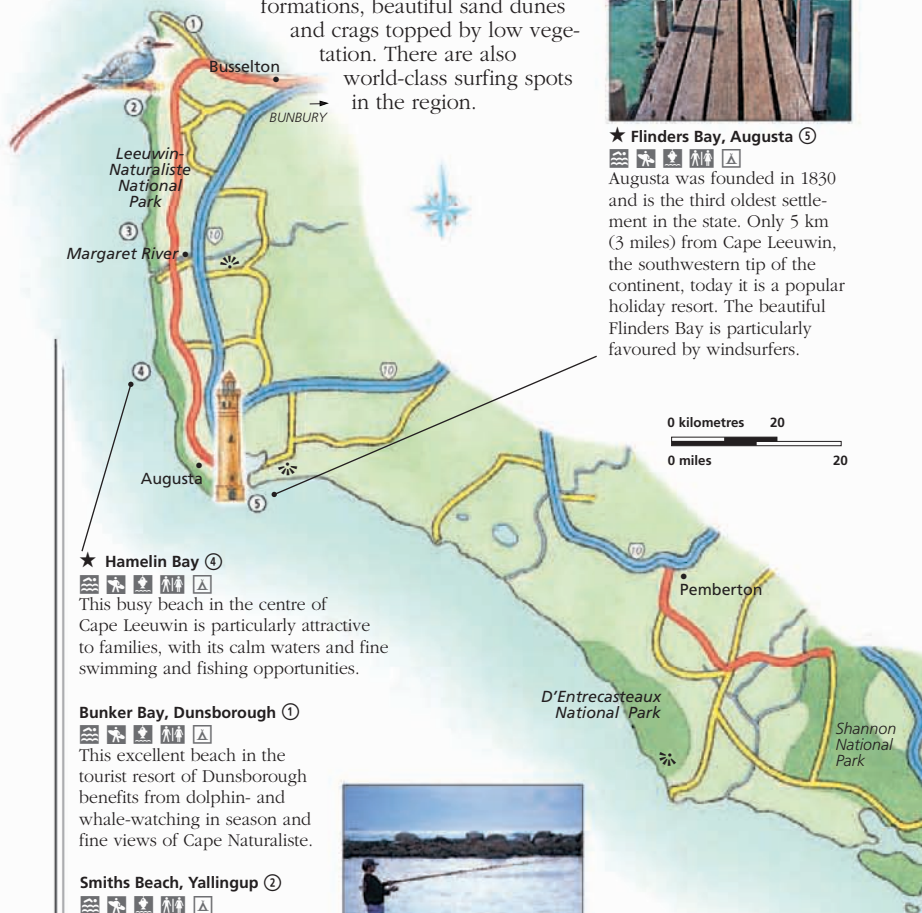 formations, beautiful sand dunes
and crags topped by low vege-
tation. There are also
world-class surfing spots
in the region.
①
Busselton
②
BUNBURY
Leeuwin-
Naturaliste
National
Park
③
10
Margaret River
④
10
Augusta
⑤
★ Flinders Bay, Augusta ⑤
Augusta was founded in 1830
and is the third oldest settle-
ment in the state. Only 5 km
(3 miles) from Cape Leeuwin,
the southwestern tip of the
continent, today it is a popular
holiday resort. The beautiful
Flinders Bay is particularly
favoured by windsurfers.
0 kilometres 20
0 miles 20
10
Pemberton
D'Entrecasteaux
National Park
Shannon
National
Park
★ Hamelin Bay ④
This busy beach in the centre of
Cape Leeuwin is particularly attractive
to families, with its calm waters and fine
swimming and fishing opportunities.
Bunker Bay, Dunsborough ①
This excellent beach in the
tourist resort of Dunsborough
benefits from dolphin- and
whale-watching in season and
fine views of Cape Naturaliste.
Smiths Beach, Yallingup ②